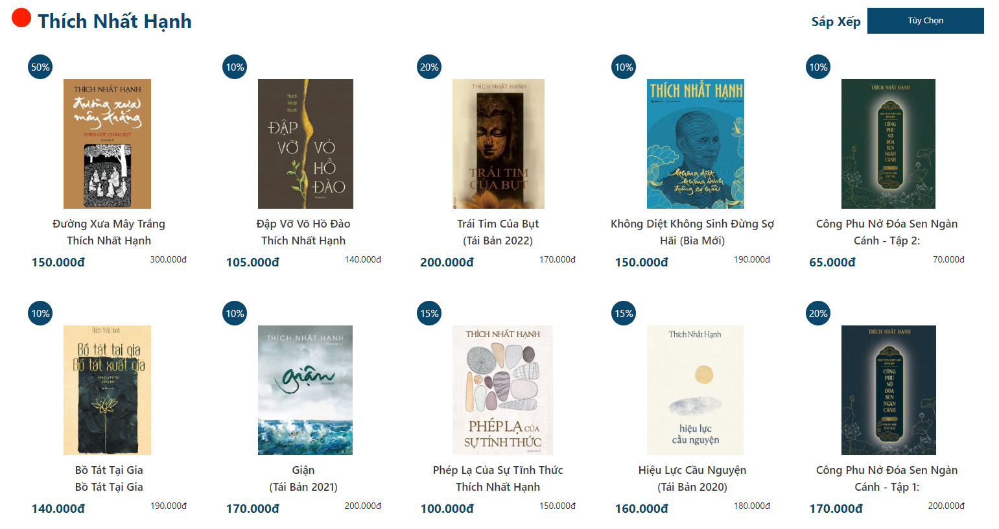 Thích Nhất Hạnh
Sắp Xếp
Tùy Chọn
50%
THÍCH NHẤT HẠNH
đường xưa
mây trắng
THEO GÓT CHÂN BỤT
Đường Xưa Mây Trắng
Thích Nhất Hạnh
150.000đ
300.000đ
10%
Thích
Nhất
Hạnh
ĐẬP
VỠ
VỎ
HỒ
ĐÀO
Đập Vỡ Võ Hồ Đào
Thích Nhất Hạnh
105.000đ
140.000đ
20%
THÍCH NHẤT HẠNH
TRÁI TIM
CỦA BỤT
Trái Tim Của Bụt
(Tái Bản 2022)
200.000đ
170.000đ
10%
THÍCH NHẤT HẠNH
không diệt
không sinh
đừng sợ hãi
Không Diệt Không Sinh Đừng Sợ
Hãi (Bìa Mới)
150.000đ
190.000đ
10%
THÍCH NHẤT HẠNH
CÔNG
PHU
NỞ
ĐÓA
SEN
NGÀN
CÁNH
Công Phu Nở Đóa Sen Ngàn
Cánh - Tập 2:
65.000đ
70.000đ
10%
Thích Nhất Hạnh
Bồ tát tại gia
Bồ tát xuất gia
Bồ Tát Tại Gia
Bồ Tát Tại Gia
140.000đ
190.000đ
10%
THÍCH NHẤT HẠNH
giận
Giận
(Tái Bản 2021)
170.000đ
200.000đ
15%
THÍCH NHẤT HẠNH
PHÉP LẠ CỦA
SỰ TỈNH THỨC
Phép Lạ Của Sự Tĩnh Thức
Thích Nhất Hạnh
100.000đ
150.000đ
15%
Thích Nhất Hạnh
hiệu lực
cầu nguyện
Hiệu Lực Cầu Nguyện
(Tái Bản 2020)
160.000đ
180.000đ
20%
THÍCH NHẤT HẠNH
CÔNG
PHU
NỞ
ĐÓA
SEN
NGÀN
CÁNH
Công Phu Nở Đóa Sen Ngàn
Cánh - Tập 1:
170.000đ
200.000đ